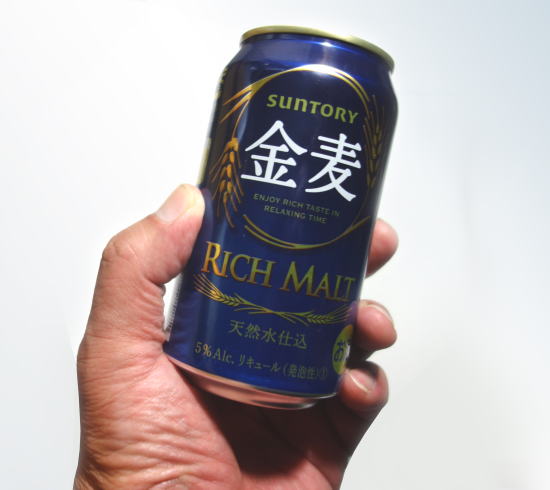 SUNTORY
金麦
ENJOY RICH TASTE IN
RELAXING TIME
RICH MALT
天然水仕込
5% Alc. リキュール(発泡性)①
お